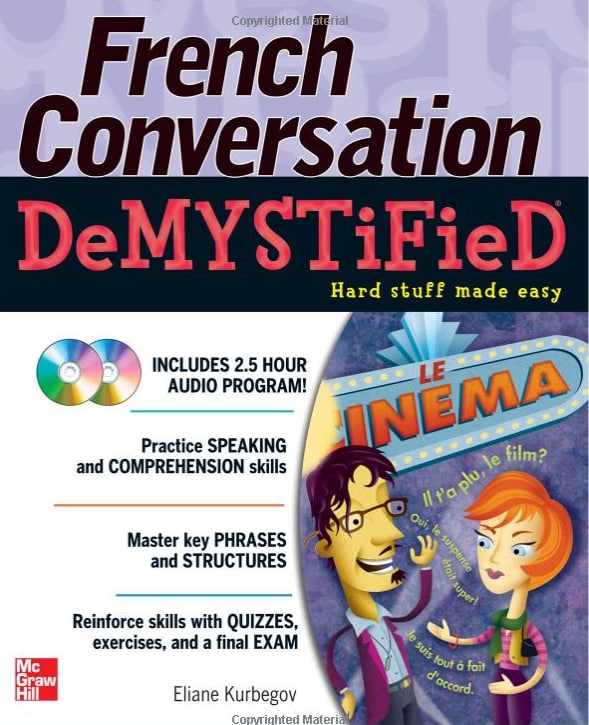 Copyrighted Material
French
Conversation
DeMYSTiFieD®
Hard stuff made easy
INCLUDES 2.5 HOUR
AUDIO PROGRAM!
Practice SPEAKING
and COMPREHENSION skills
Master key PHRASES
and STRUCTURES
Reinforce skills with QUIZZES,
exercises, and a final EXAM
LE
CINEMA
Il t'a plu, le film?
Oui, le suspense
était super!
Je suis tout à fait
d'accord.
Mc
Graw
Hill
Eliane Kurbegov
Copyrighted Material